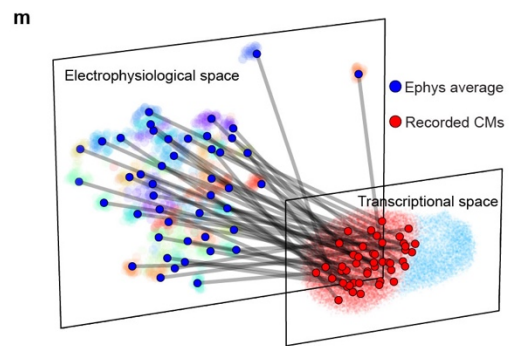 m
Electrophysiological space
Ephys average
Recorded CMs
Transcriptional space